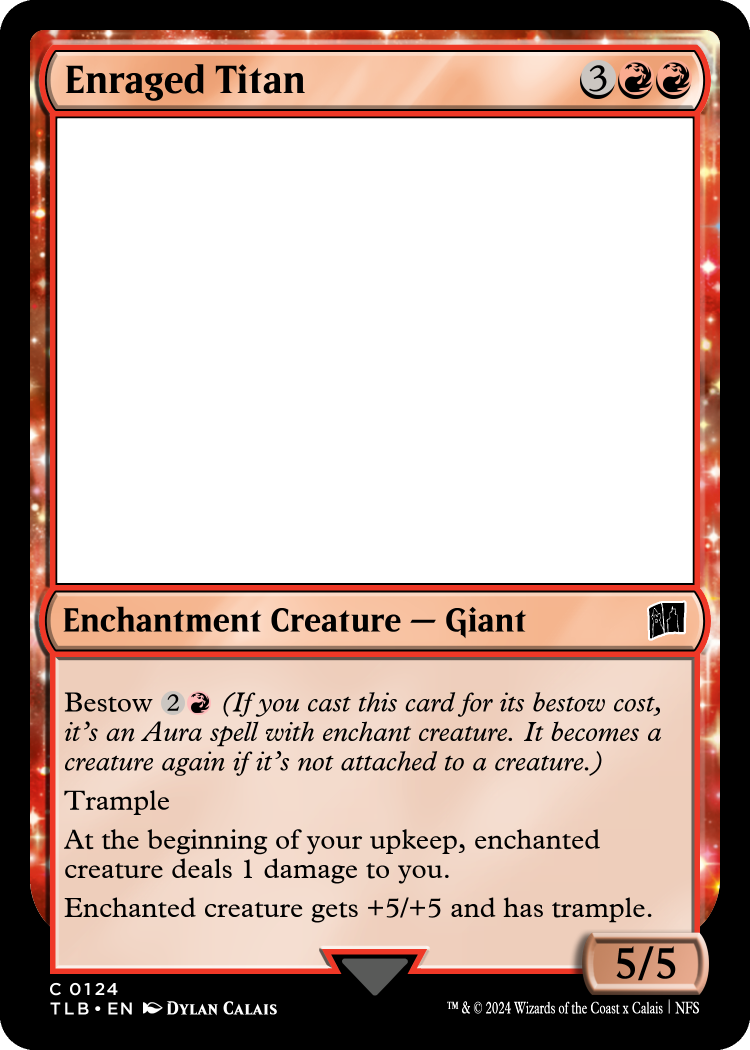 Enraged Titan 3
Enchantment Creature — Giant
Bestow 2 (If you cast this card for its bestow cost,
it's an Aura spell with enchant creature. It becomes a
creature again if it's not attached to a creature.)
Trample
At the beginning of your upkeep, enchanted
creature deals 1 damage to you.
Enchanted creature gets +5/+5 and has trample.
5/5
C 0124
TLB • EN DYLAN CALAIS
™ & © 2024 Wizards of the Coast x Calais | NFS